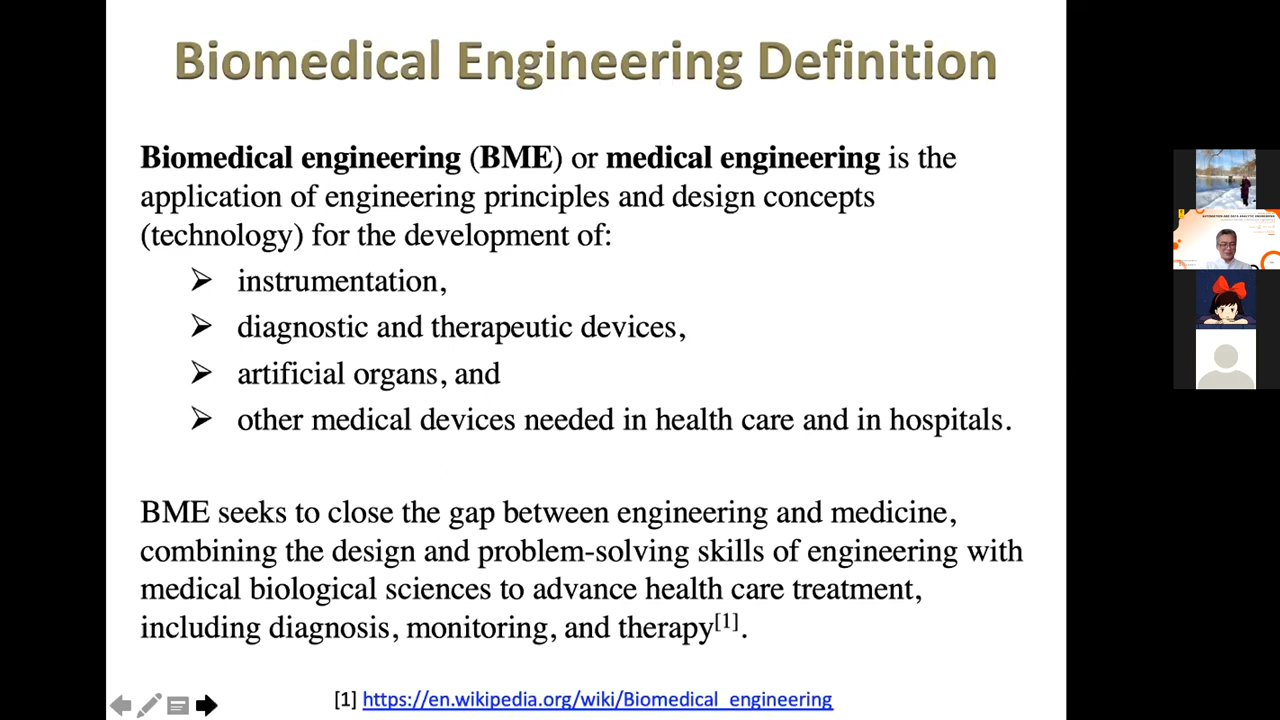 Biomedical Engineering Definition
Biomedical engineering (BME) or medical engineering is the
application of engineering principles and design concepts
(technology) for the development of:
➢ instrumentation,
➢ diagnostic and therapeutic devices,
➢ artificial organs, and
➢ other medical devices needed in health care and in hospitals.
BME seeks to close the gap between engineering and medicine,
combining the design and problem-solving skills of engineering with
medical biological sciences to advance health care treatment,
including diagnosis, monitoring, and therapy[1].
[1] https://en.wikipedia.org/wiki/Biomedical_engineering